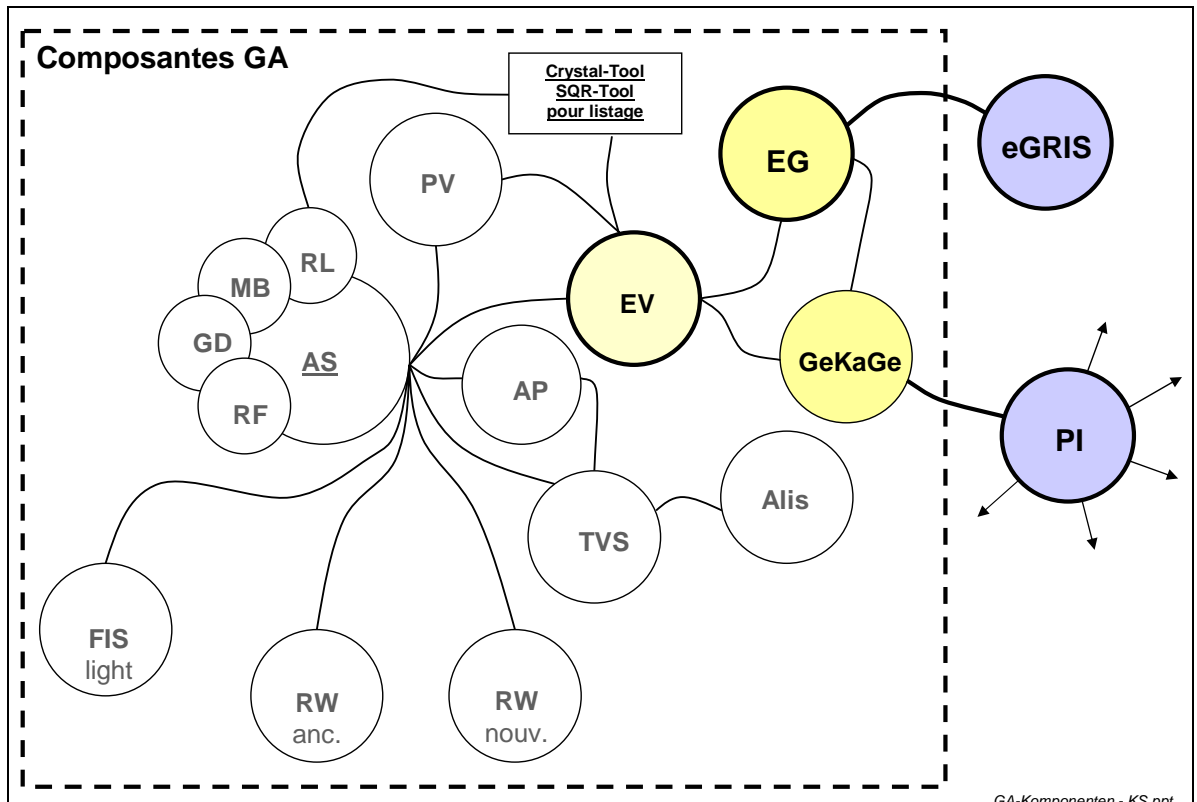 Composantes GA
Crystal-Tool
SQR-Tool
pour listage
EG
eGRIS
PV
RL
MB
EV
GD
AS
GeKaGe
AP
RF
PI
Alis
TVS
FIS
light
RW
anc.
RW
nouv.
GA-Komponenten - KS.ppt